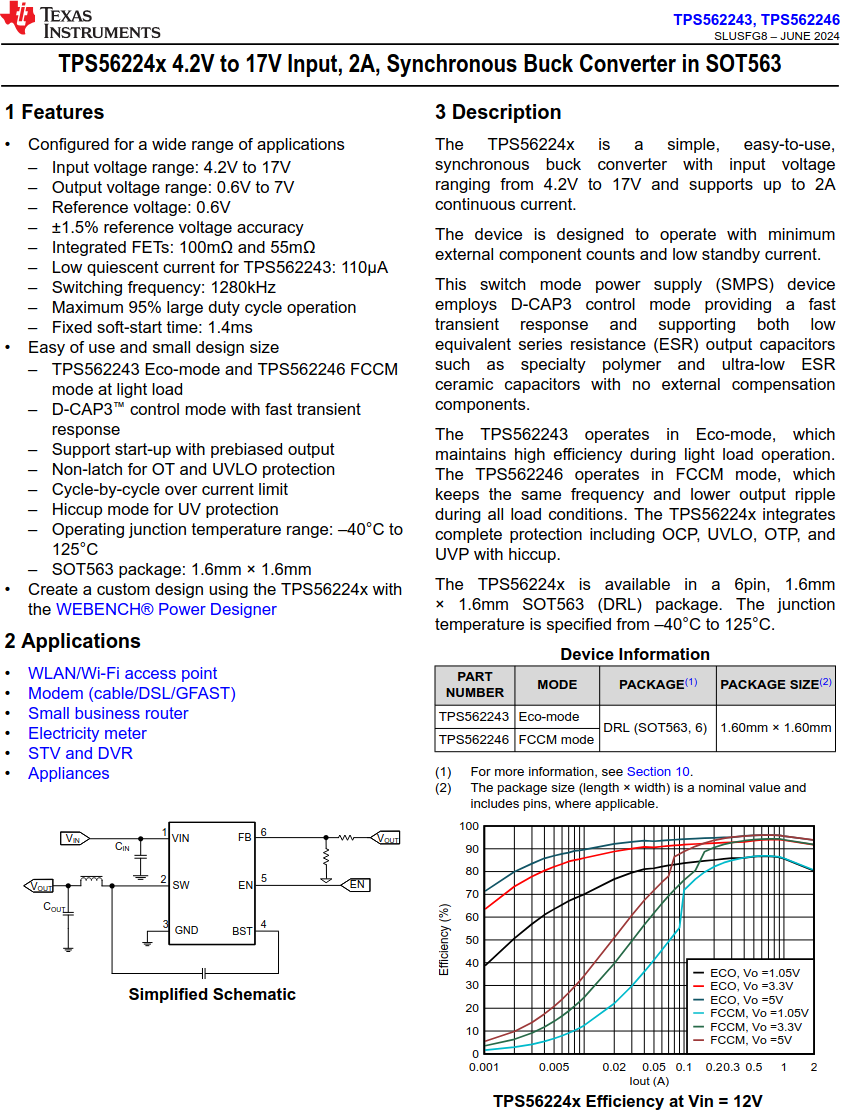 TEXAS
INSTRUMENTS
TPS562243, TPS562246
SLUSFG8 – JUNE 2024
TPS56224x 4.2V to 17V Input, 2A, Synchronous Buck Converter in SOT563
1 Features
• Configured for a wide range of applications
– Input voltage range: 4.2V to 17V
– Output voltage range: 0.6V to 7V
– Reference voltage: 0.6V
– ±1.5% reference voltage accuracy
– Integrated FETs: 100mΩ and 55mΩ
– Low quiescent current for TPS562243: 110µA
– Switching frequency: 1280kHz
– Maximum 95% large duty cycle operation
– Fixed soft-start time: 1.4ms
• Easy of use and small design size
– TPS562243 Eco-mode and TPS562246 FCCM
mode at light load
– D-CAP3™ control mode with fast transient
response
– Support start-up with prebiased output
– Non-latch for OT and UVLO protection
– Cycle-by-cycle over current limit
– Hiccup mode for UV protection
– Operating junction temperature range: –40°C to
125°C
– SOT563 package: 1.6mm × 1.6mm
• Create a custom design using the TPS56224x with
the WEBENCH® Power Designer
2 Applications
• WLAN/Wi-Fi access point
• Modem (cable/DSL/GFAST)
• Small business router
• Electricity meter
• STV and DVR
• Appliances
VIN
CIN
1
VIN
FB
6
VOUT
VOUT
2
SW
EN
5
EN
COUT
3
GND
BST
4
Simplified Schematic
3 Description
The TPS56224x is a simple, easy-to-use,
synchronous buck converter with input voltage
ranging from 4.2V to 17V and supports up to 2A
continuous current.
The device is designed to operate with minimum
external component counts and low standby current.
This switch mode power supply (SMPS) device
employs D-CAP3 control mode providing a fast
transient response and supporting both low
equivalent series resistance (ESR) output capacitors
such as specialty polymer and ultra-low ESR
ceramic capacitors with no external compensation
components.
The TPS562243 operates in Eco-mode, which
maintains high efficiency during light load operation.
The TPS562246 operates in FCCM mode, which
keeps the same frequency and lower output ripple
during all load conditions. The TPS56224x integrates
complete protection including OCP, UVLO, OTP, and
UVP with hiccup.
The TPS56224x is available in a 6pin, 1.6mm
× 1.6mm SOT563 (DRL) package. The junction
temperature is specified from –40°C to 125°C.
Device Information
PART NUMBER MODE PACKAGE(1) PACKAGE SIZE(2)
TPS562243 Eco-mode DRL (SOT563, 6) 1.60mm × 1.60mm
TPS562246 FCCM mode
(1) For more information, see Section 10.
(2) The package size (length × width) is a nominal value and
includes pins, where applicable.
100
90
80
70
60
50
40
30
20
10
0
Efficiency (%)
ECO, Vo =1.05V
ECO, Vo =3.3V
ECO, Vo =5V
FCCM, Vo =1.05V
FCCM, Vo =3.3V
FCCM, Vo =5V
0.001 0.005 0.02 0.05 0.1 0.20.3 0.5 1 2
Iout (A)
TPS56224x Efficiency at Vin = 12V